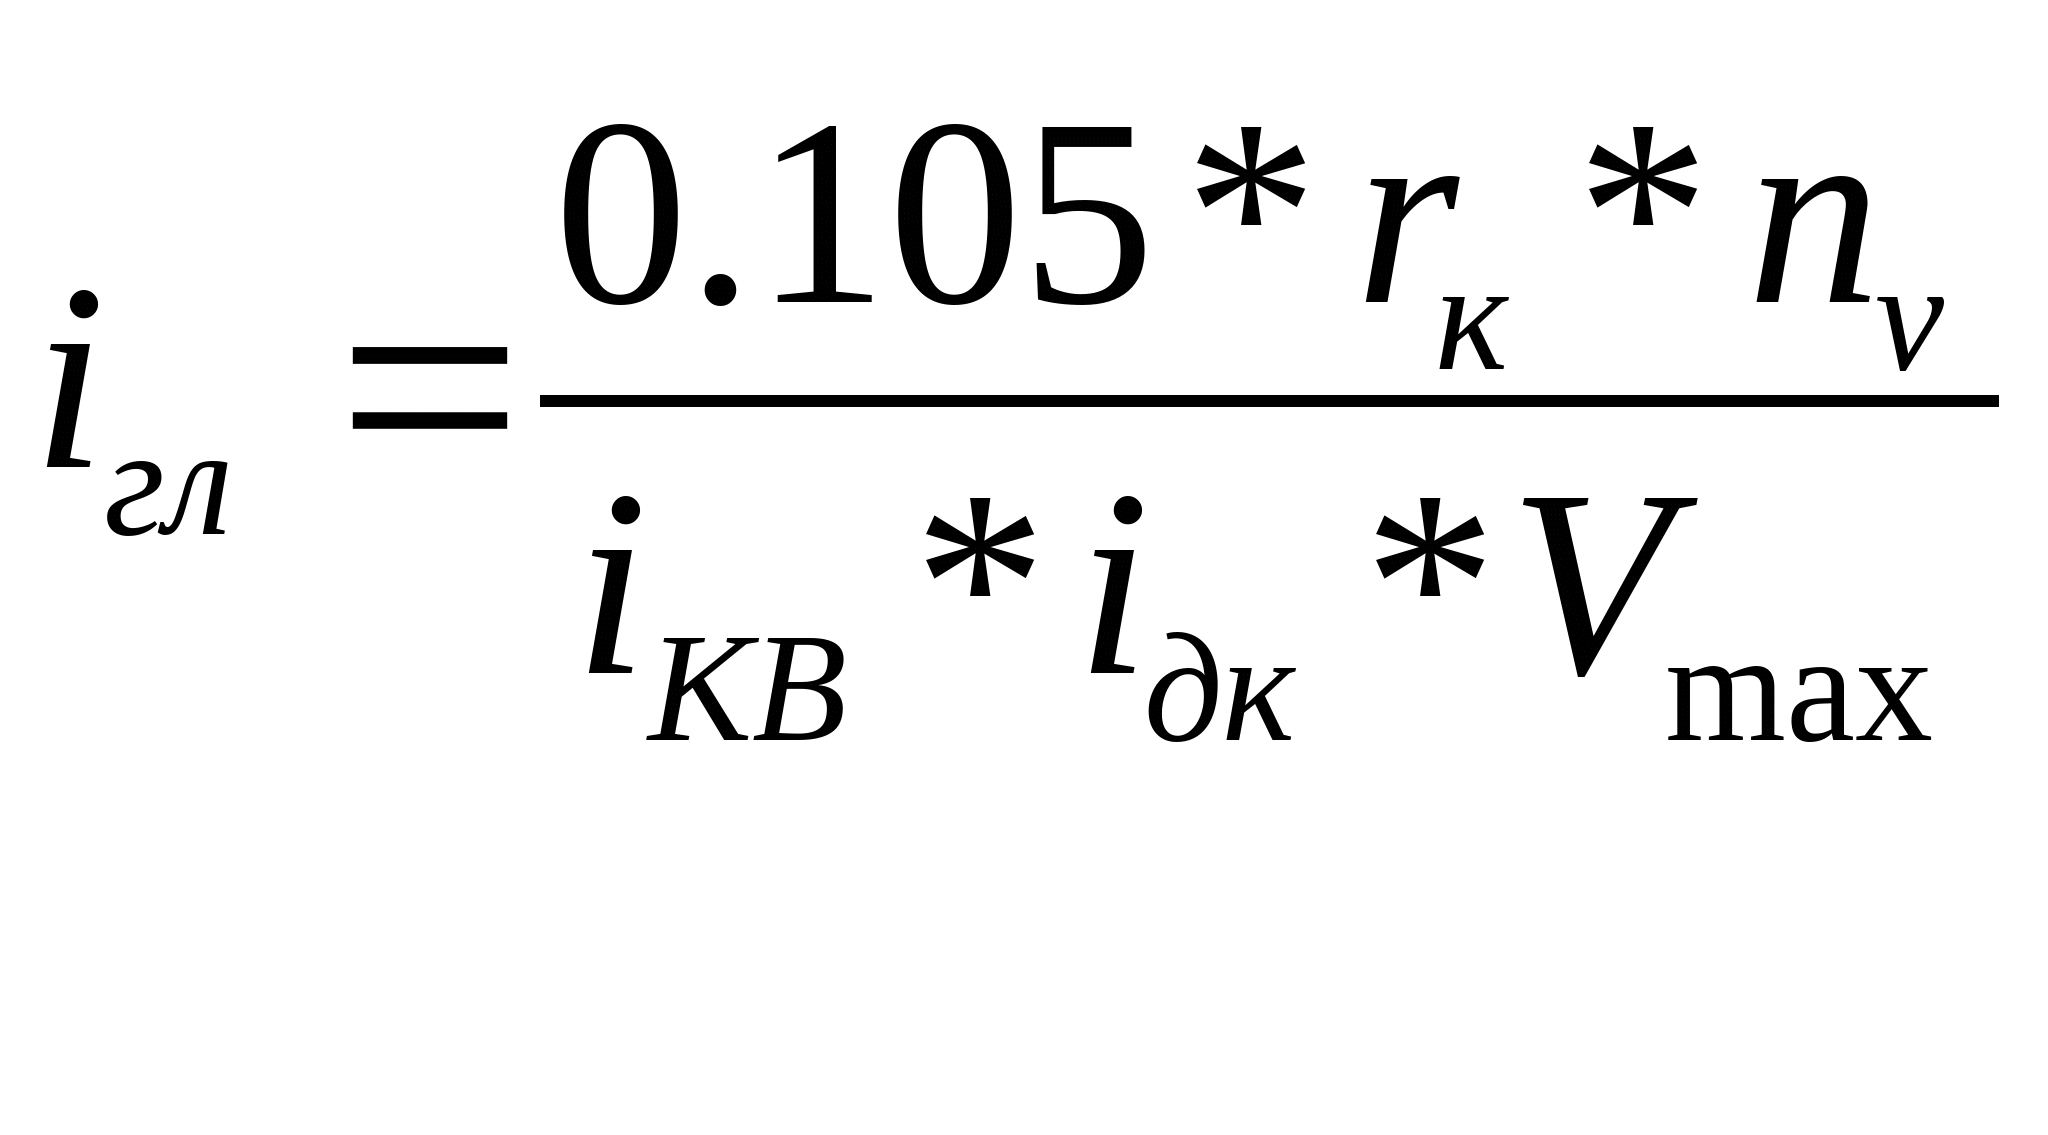 i_гл = (0.105 * r_к * n_v) / (i_КВ * i_дк * V_max)